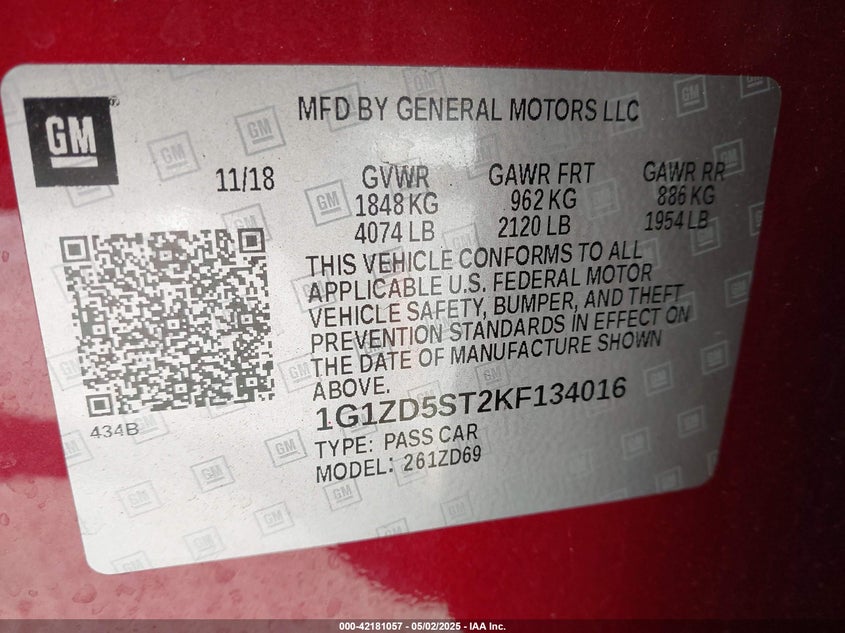 GM
MFD BY GENERAL MOTORS LLC
11/18
GVWR
1848 KG
4074 LB
GAWR FRT
962 KG
2120 LB
GAWR RR
886 KG
1954 LB
THIS VEHICLE CONFORMS TO ALL
APPLICABLE U.S. FEDERAL MOTOR
VEHICLE SAFETY, BUMPER, AND THEFT
PREVENTION STANDARDS IN EFFECT ON
THE DATE OF MANUFACTURE SHOWN
ABOVE.
1G1ZD5ST2KF134016
TYPE: PASS CAR
MODEL: 261ZD69
434B
000-42181057 - 05/02/2025 - IAA Inc.